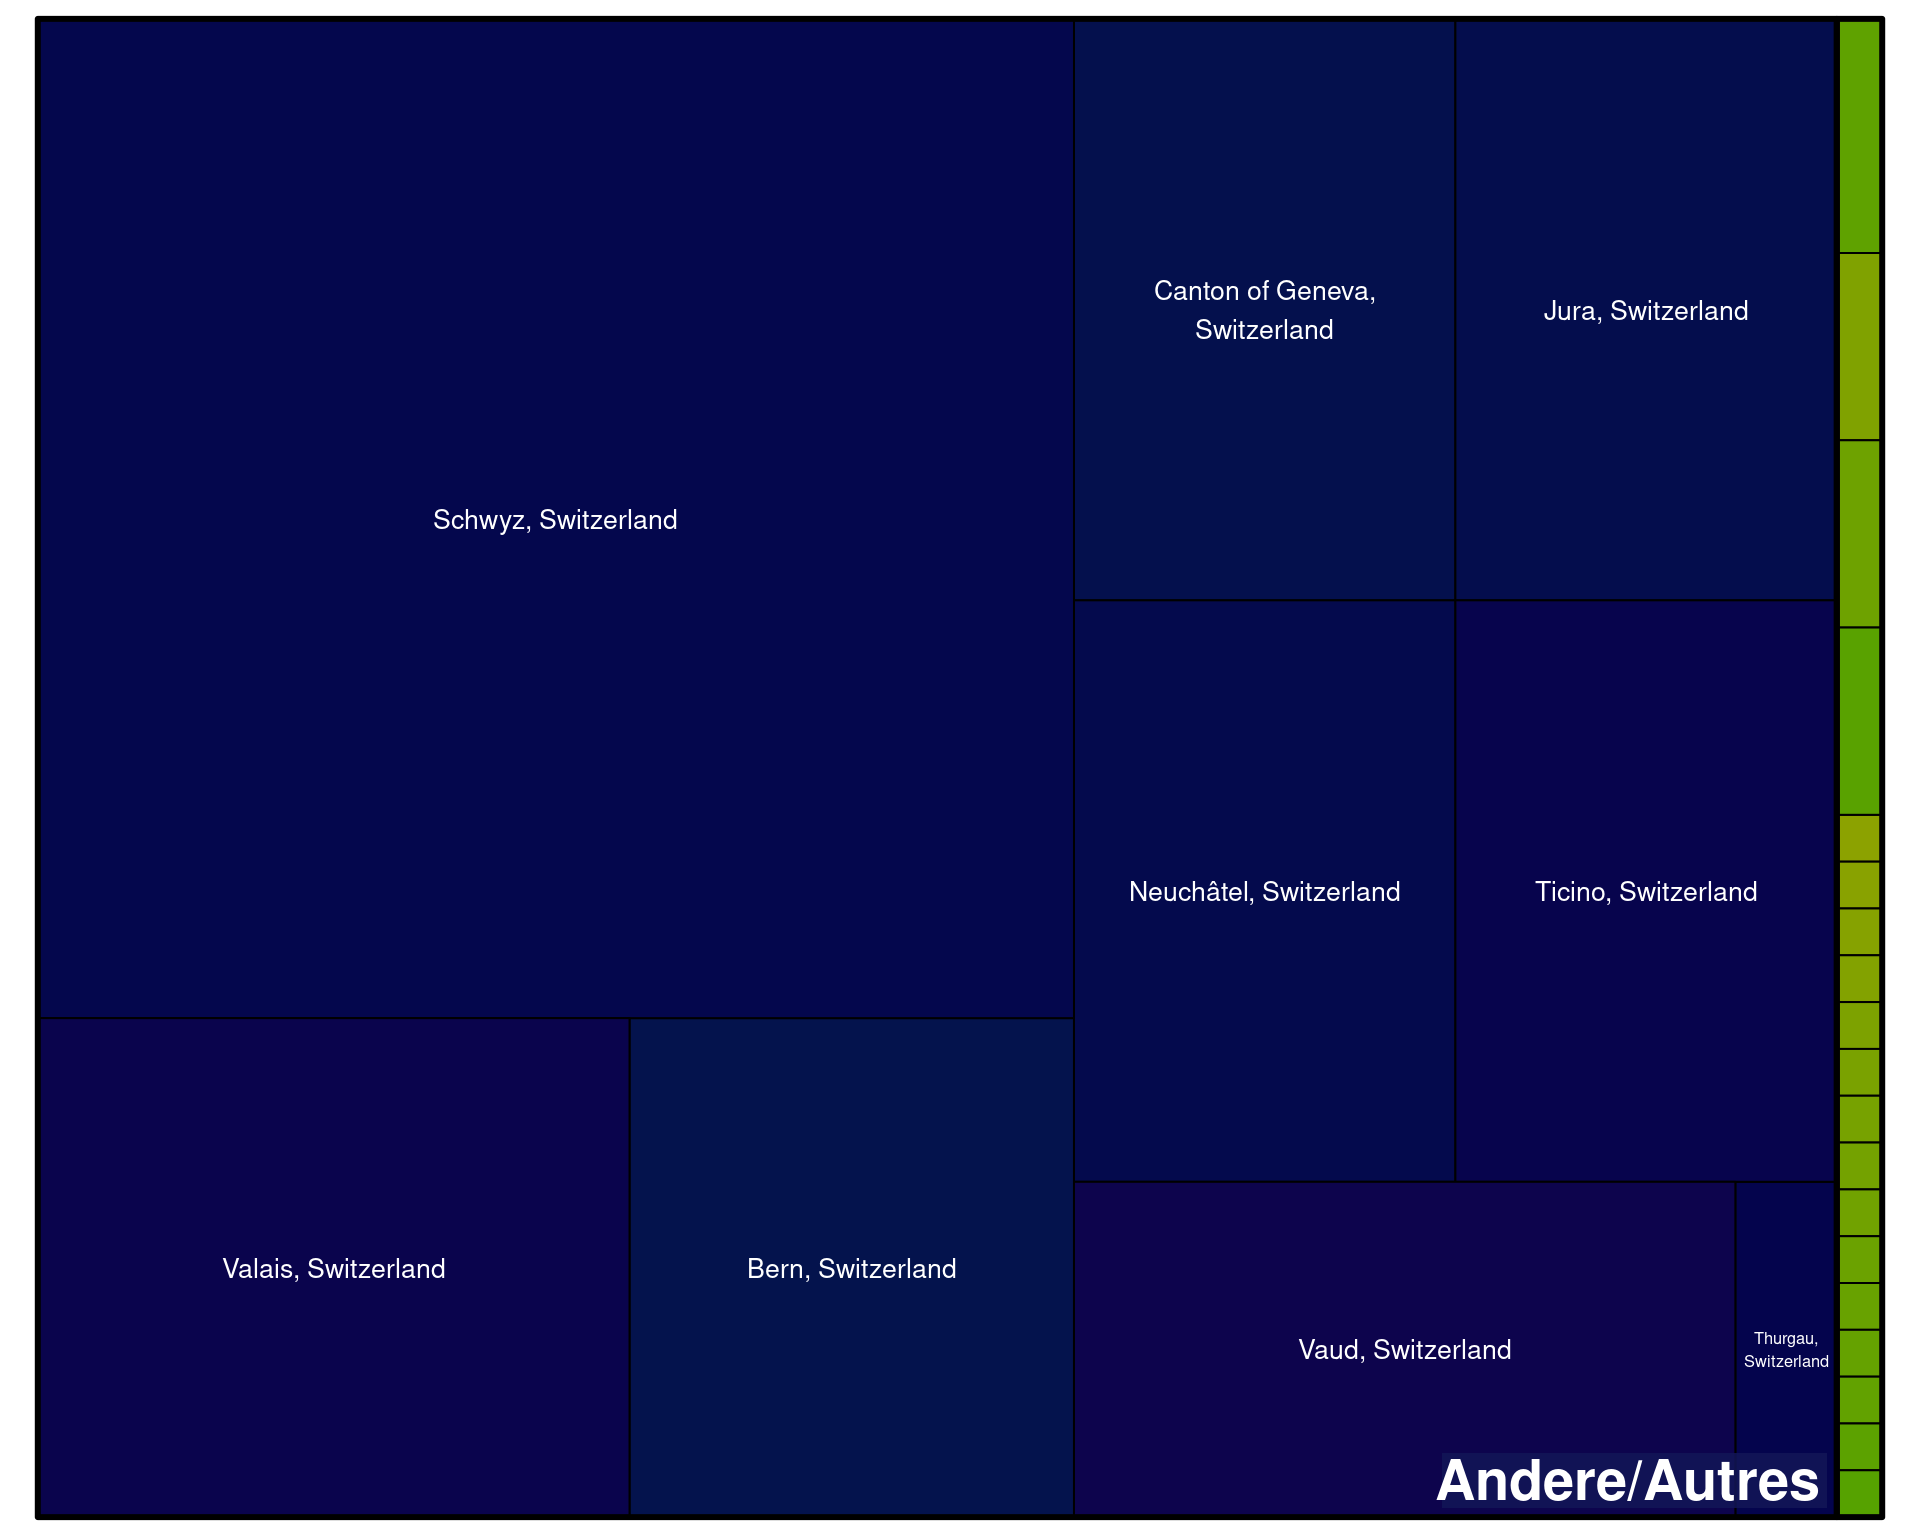 Schwyz, Switzerland
Canton of Geneva,
Switzerland
Jura, Switzerland
Neuchâtel, Switzerland
Ticino, Switzerland
Valais, Switzerland
Bern, Switzerland
Vaud, Switzerland
Thurgau,
Switzerland
Andere/Autres